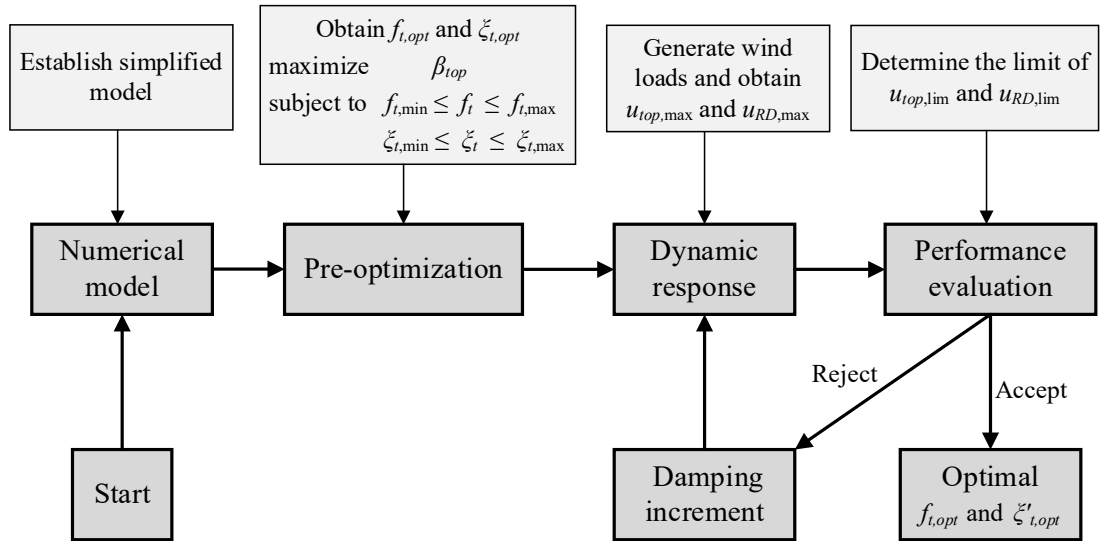 Establish simplified
model
Obtain f_{t,opt} and ξ_{t,opt}
maximize β_{top}
subject to f_{t,min} ≤ f_t ≤ f_{t,max}
ξ_{t,min} ≤ ξ_t ≤ ξ_{t,max}
Generate wind
loads and obtain
u_{top,max} and u_{RD,max}
Determine the limit of
u_{top,lim} and u_{RD,lim}
Numerical
model
Pre-optimization
Dynamic
response
Performance
evaluation
Reject
Accept
Start
Damping
increment
Optimal
f_{t,opt} and ξ'_{t,opt}